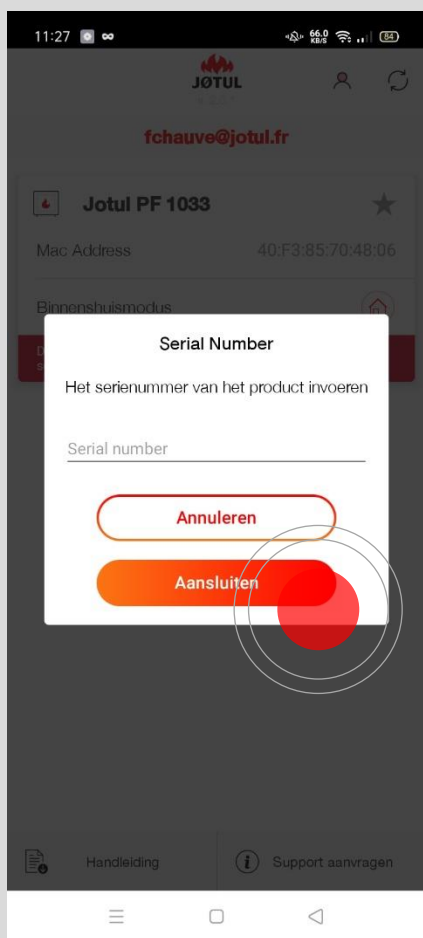 11:27
66.0
KB/S
84
JØTUL
fchauve@jotul.fr
Jotul PF 1033
Mac Address 40:F3:85:70:48:06
Binnenshuismodus
Serial Number
Het serienummer van het product invoeren
Serial number
Annuleren
Aansluiten
Handleiding Support aanvragen